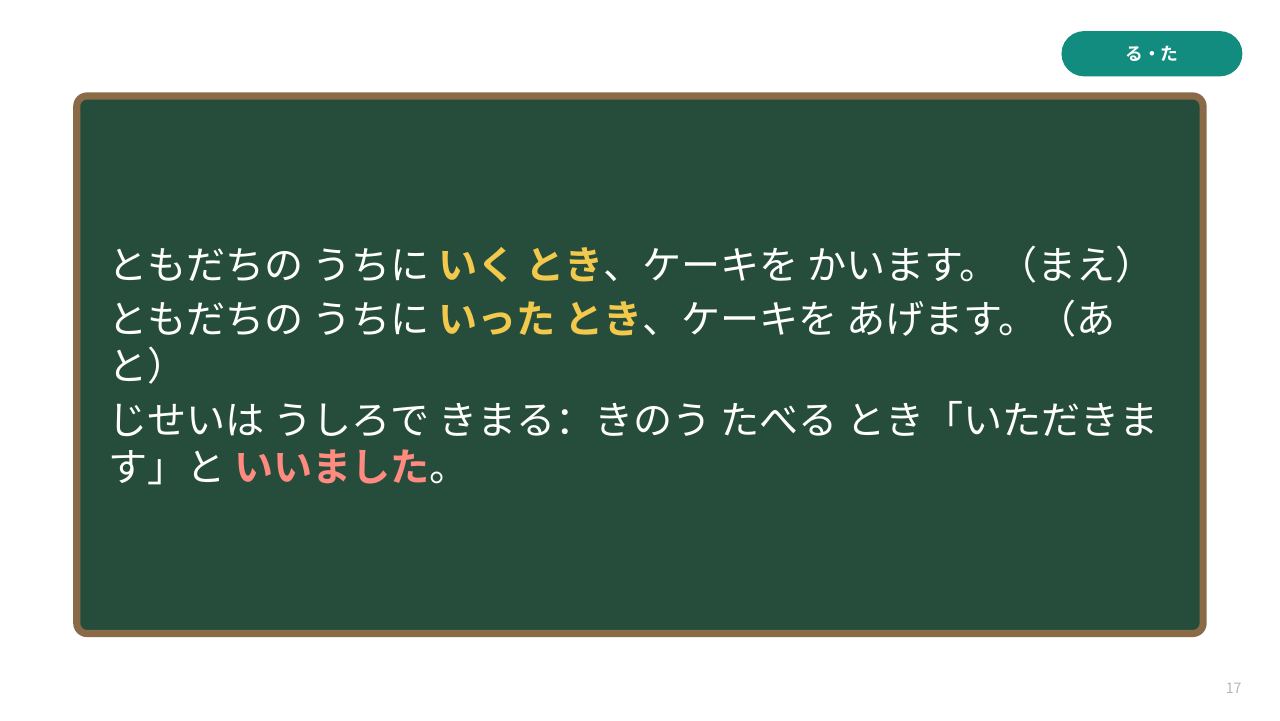 る・た
ともだちの うちに いく とき、ケーキを かいます。（まえ）
ともだちの うちに いった とき、ケーキを あげます。（あ
と）
じせいは うしろで きまる： きのう たべる とき「いただきま
す」と いいました。
17